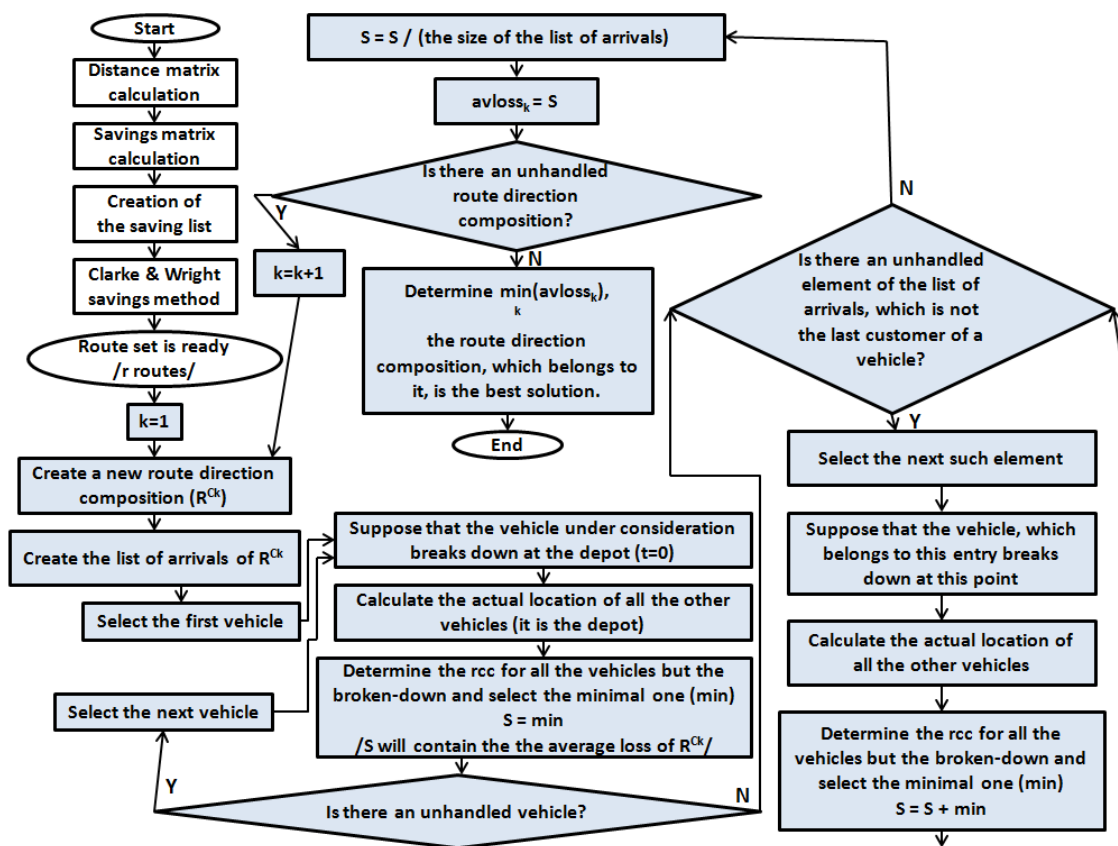 Start
Distance matrix
calculation
Savings matrix
calculation
Creation of
the saving list
Clarke & Wright
savings method
Route set is ready
/r routes/
k=1
Create a new route direction
composition (R^Ck)
Create the list of arrivals of R^Ck
Select the first vehicle
Suppose that the vehicle under consideration
breaks down at the depot (t=0)
Calculate the actual location of all the other
vehicles (it is the depot)
Determine the rcc for all the vehicles but the
broken-down and select the minimal one (min)
S = min
/S will contain the the average loss of R^Ck/
Is there an unhandled vehicle?
Y
N
Select the next vehicle
Is there an unhandled
element of the list of
arrivals, which is not
the last customer of a
vehicle?
N
Y
Select the next such element
Suppose that the vehicle, which
belongs to this entry breaks
down at this point
Calculate the actual location of
all the other vehicles
Determine the rcc for all the
vehicles but the broken-down and
select the minimal one (min)
S = S + min
S = S / (the size of the list of arrivals)
avloss_k = S
Is there an unhandled
route direction
composition?
Y
N
k=k+1
Determine min(avloss_k),
k
the route direction
composition, which belongs to
it, is the best solution.
End